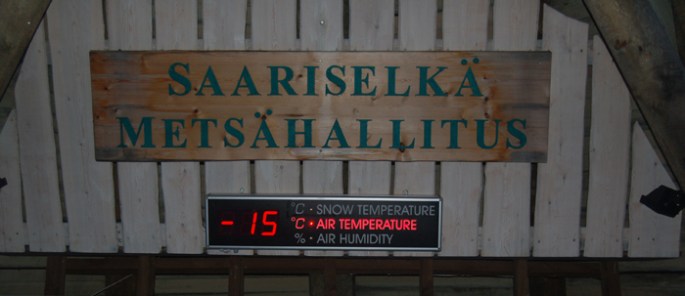 SAARISELKÄ
METSÄHALLITUS
°C • SNOW TEMPERATURE
-15 °C • AIR TEMPERATURE
% • AIR HUMIDITY